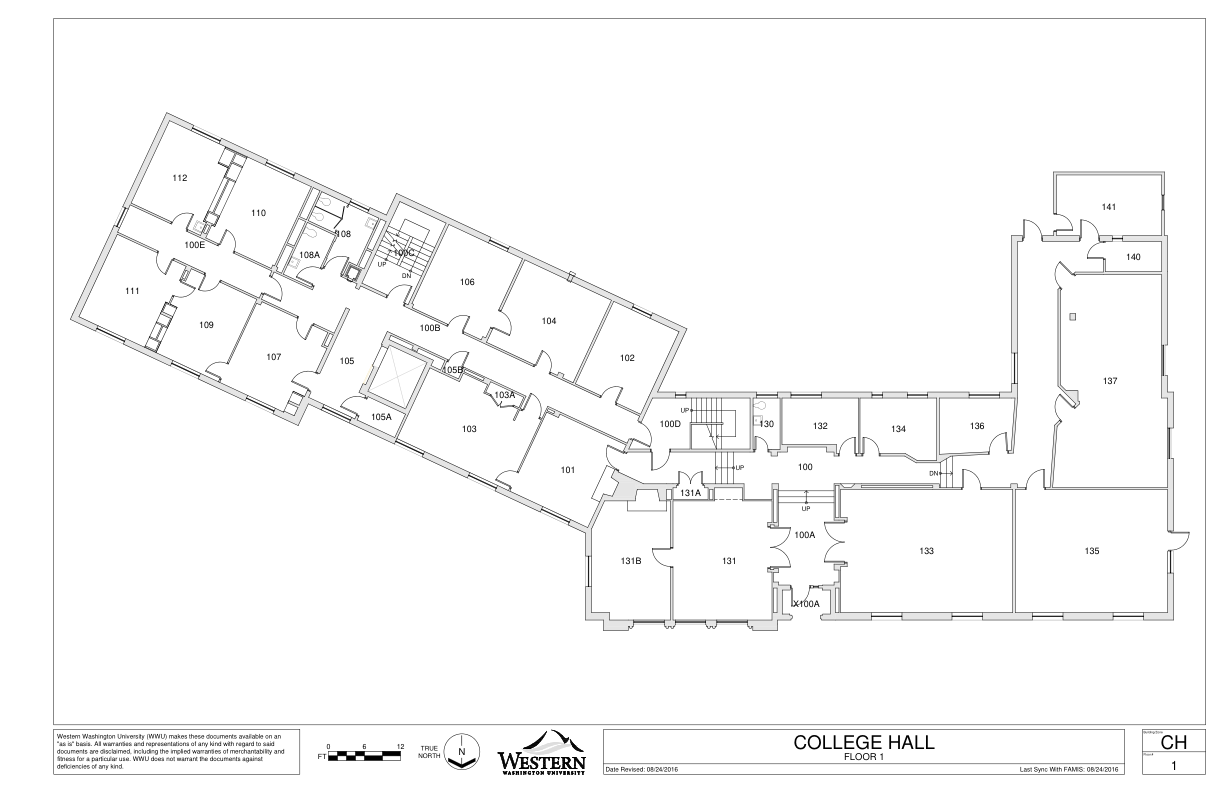 112
110
108
100C
108A
100E
UP
DN
111
109
107
106
104
102
100B
105
105B
105A
103A
103
101
141
140
137
UP
100D
130
132
134
136
UP
100
DN
131A
UP
100A
131B
131
133
135
X100A
Western Washington University (WWU) makes these documents available on an
"as is" basis. All warranties and representations of any kind with regard to said
documents are disclaimed, including the implied warranties of merchantability and
fitness for a particular use. WWU does not warrant the documents against
deficiencies of any kind.
0 6 12
FT
TRUE
NORTH
N
WESTERN
WASHINGTON UNIVERSITY
COLLEGE HALL
FLOOR 1
Date Revised: 08/24/2016
Last Sync With FAMIS: 08/24/2016
CH
1